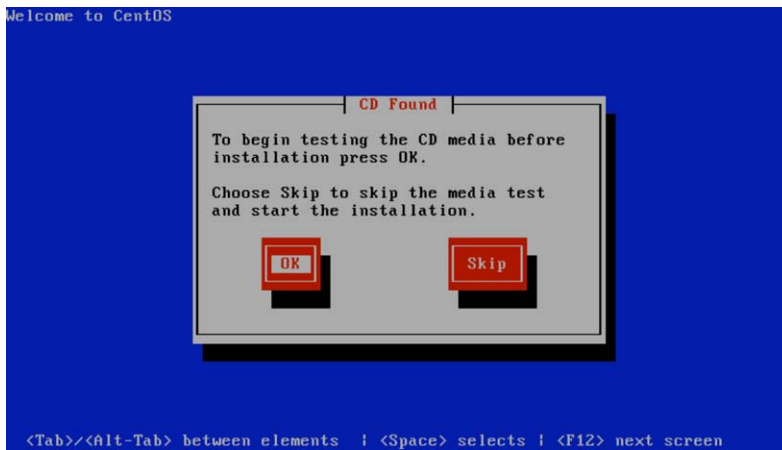 Welcome to CentOS
CD Found
To begin testing the CD media before
installation press OK.
Choose Skip to skip the media test
and start the installation.
OK
Skip
<Tab>/<Alt-Tab> between elements | <Space> selects | <F12> next screen